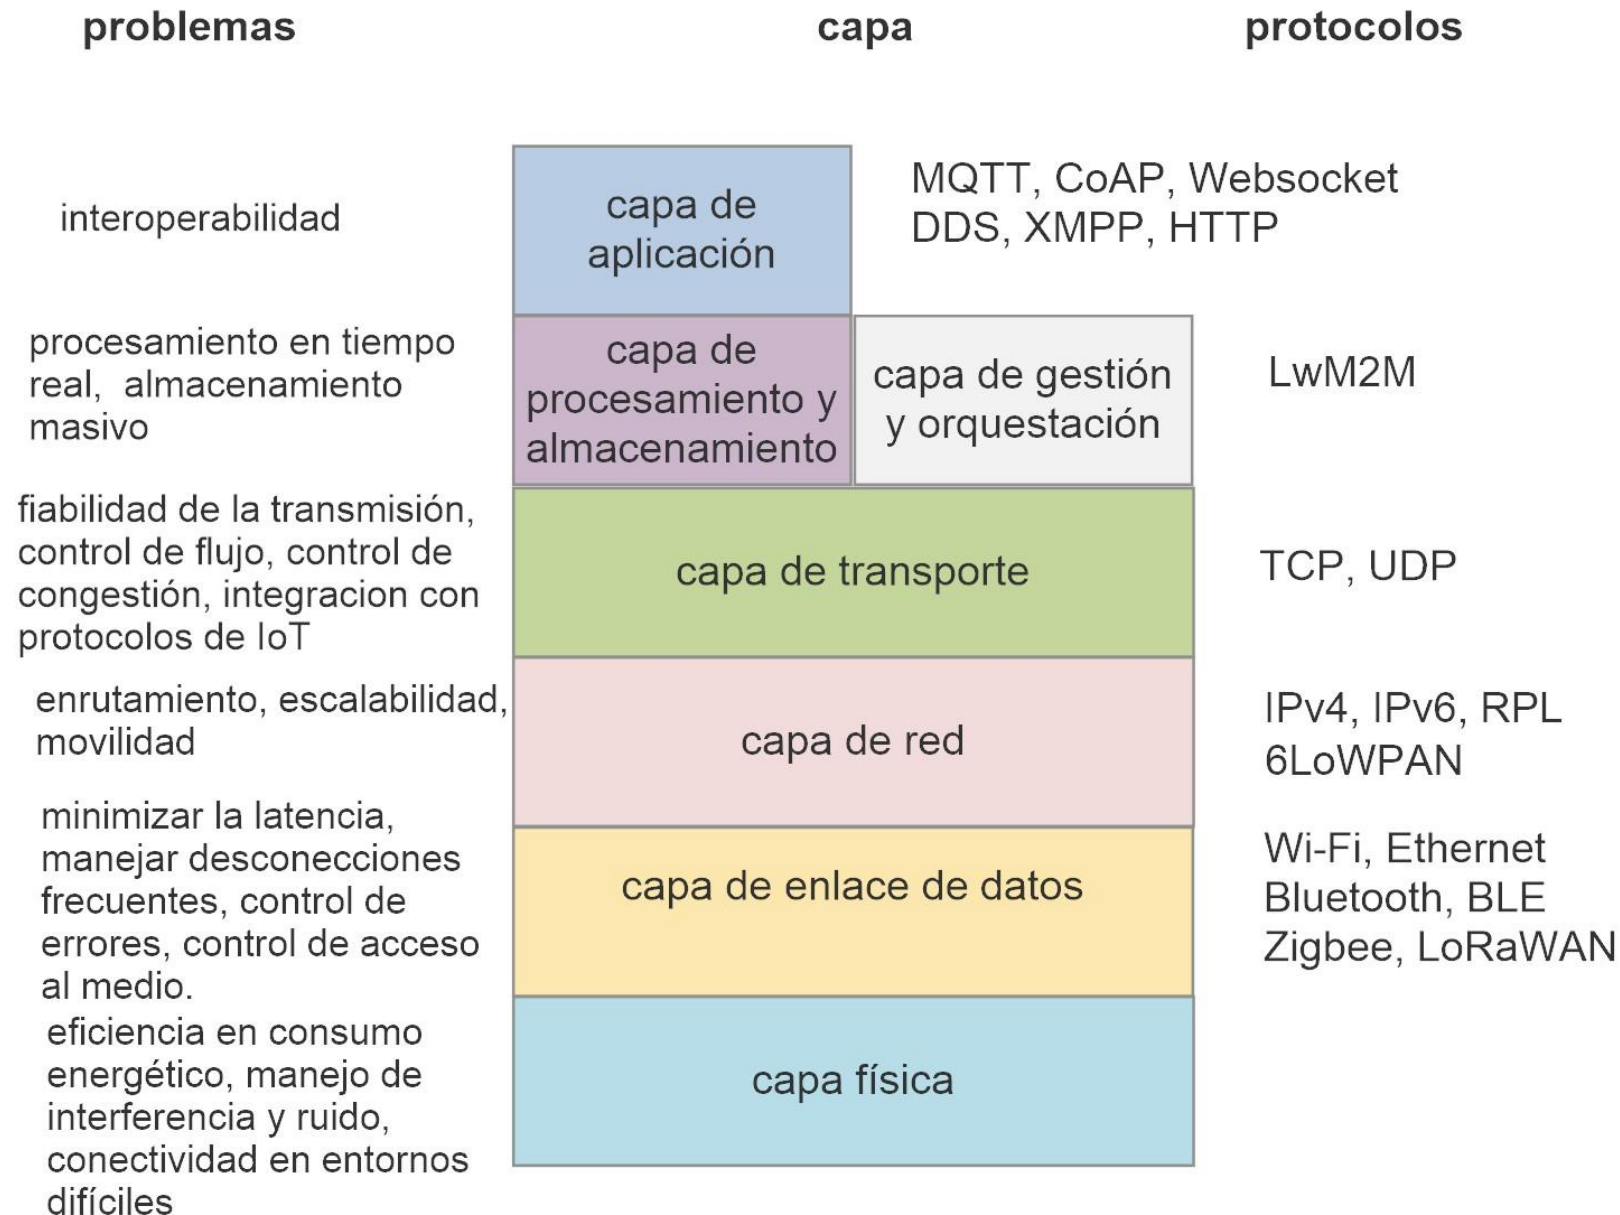 problemas
capa
protocolos
interoperabilidad
capa de
aplicación
MQTT, CoAP, Websocket
DDS, XMPP, HTTP
procesamiento en tiempo
real, almacenamiento
masivo
capa de
procesamiento y
almacenamiento
capa de gestión
y orquestación
LwM2M
fiabilidad de la transmisión,
control de flujo, control de
congestión, integracion con
protocolos de IoT
capa de transporte
TCP, UDP
enrutamiento, escalabilidad,
movilidad
capa de red
IPv4, IPv6, RPL
6LoWPAN
minimizar la latencia,
manejar desconecciones
frecuentes, control de
errores, control de acceso
al medio.
capa de enlace de datos
Wi-Fi, Ethernet
Bluetooth, BLE
Zigbee, LoRaWAN
eficiencia en consumo
energético, manejo de
interferencia y ruido,
conectividad en entornos
difíciles
capa física